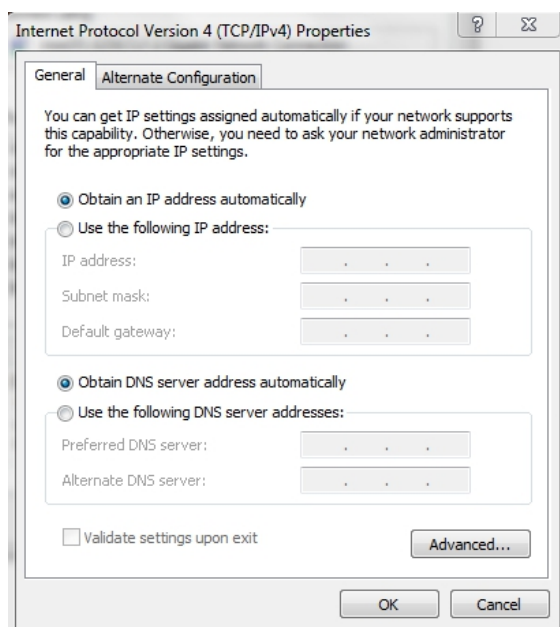 Internet Protocol Version 4 (TCP/IPv4) Properties
General
Alternate Configuration
You can get IP settings assigned automatically if your network supports
this capability. Otherwise, you need to ask your network administrator
for the appropriate IP settings.
Obtain an IP address automatically
Use the following IP address:
IP address:
Subnet mask:
Default gateway:
Obtain DNS server address automatically
Use the following DNS server addresses:
Preferred DNS server:
Alternate DNS server:
Validate settings upon exit
Advanced...
OK
Cancel